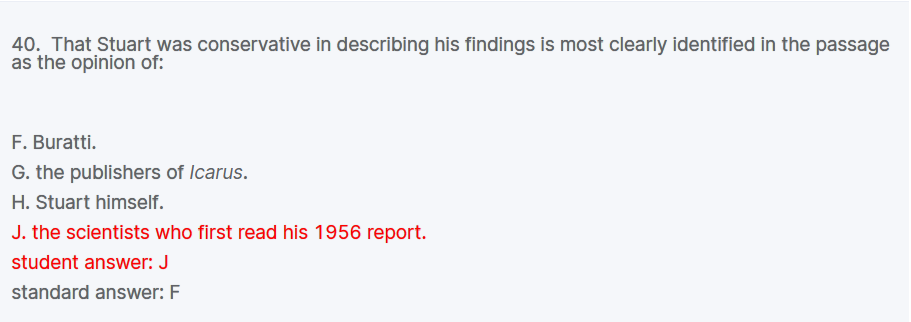 40.  That Stuart was conservative in describing his findings is most clearly identified in the passage
as the opinion of:
F. Buratti.
G. the publishers of Icarus.
H. Stuart himself.
J. the scientists who first read his 1956 report.
student answer: J
standard answer: F